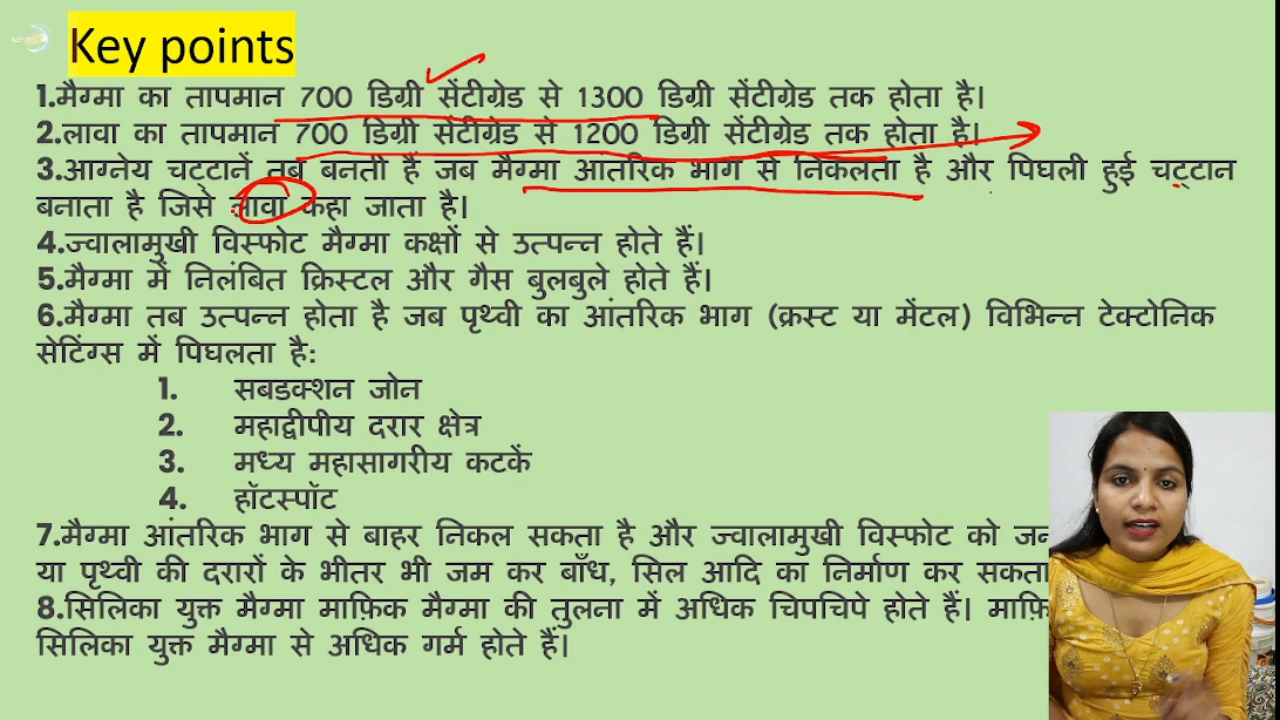 Key points
1.मैग्मा का तापमान 700 डिग्री सेंटीग्रेड से 1300 डिग्री सेंटीग्रेड तक होता है।
2.लावा का तापमान 700 डिग्री सेंटीग्रेड से 1200 डिग्री सेंटीग्रेड तक होता है।
3.आग्नेय चट्टानें तब बनती हैं जब मैग्मा आंतरिक भाग से निकलता है और पिघली हुई चट्टान
बनाता है जिसे लावा कहा जाता है।
4.ज्वालामुखी विस्फोट मैग्मा कक्षों से उत्पन्न होते हैं।
5.मैग्मा में निलंबित क्रिस्टल और गैस बुलबुले होते हैं।
6.मैग्मा तब उत्पन्न होता है जब पृथ्वी का आंतरिक भाग (क्रस्ट या मेंटल) विभिन्न टेक्टोनिक
सेटिंग्स में पिघलता है:
1. सबडक्शन जोन
2. महाद्वीपीय दरार क्षेत्र
3. मध्य महासागरीय कटकें
4. हॉटस्पॉट
7.मैग्मा आंतरिक भाग से बाहर निकल सकता है और ज्वालामुखी विस्फोट को
या पृथ्वी की दरारों के भीतर भी जम कर बाँध, सिल आदि का निर्माण कर सकता
8.सिलिका युक्त मैग्मा माफ़िक मैग्मा की तुलना में अधिक चिपचिपे होते हैं।
सिलिका युक्त मैग्मा से अधिक गर्म होते हैं।